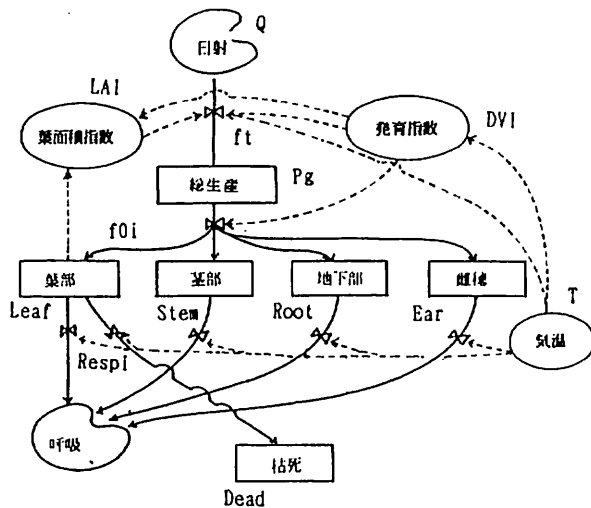 Q
日射
LAI
葉面積指数
発育指数
DVI
ft
総生産
Pg
f0i
葉部
茎部
地下部
雌穂
Leaf
Stem
Root
Ear
T
気温
Respi
呼吸
枯死
Dead